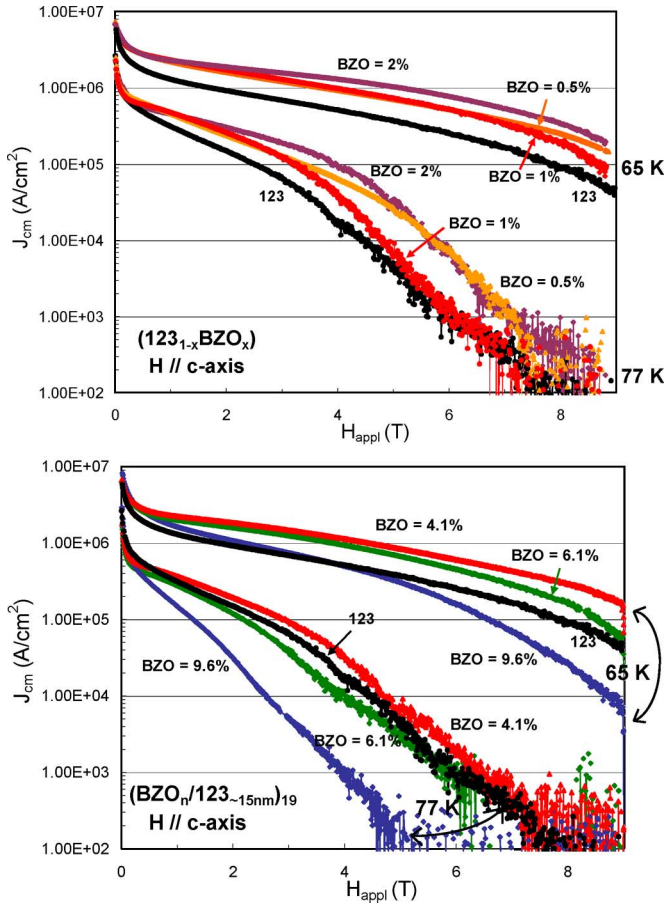 1.00E+07
1.00E+06
1.00E+05
1.00E+04
1.00E+03
1.00E+02
J_cm (A/cm²)
BZO = 2%
BZO = 0.5%
BZO = 1%
65 K
123
BZO = 2%
123
BZO = 1%
BZO = 0.5%
(123₁₋ₓBZOₓ)
H // c-axis
77 K
0 2 4 6 8
H_appl (T)
1.00E+07
1.00E+06
1.00E+05
1.00E+04
1.00E+03
1.00E+02
J_cm (A/cm²)
BZO = 4.1%
BZO = 6.1%
123
123
65 K
BZO = 9.6%
BZO = 9.6%
BZO = 4.1%
BZO = 6.1%
77 K
(BZOₙ/123~15nm)₁₉
H // c-axis
0 2 4 6 8
H_appl (T)